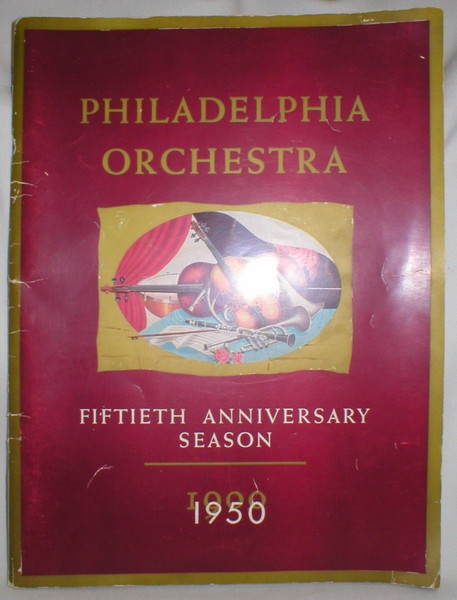 PHILADELPHIA
ORCHESTRA
FIFTIETH ANNIVERSARY
SEASON
1900
1950